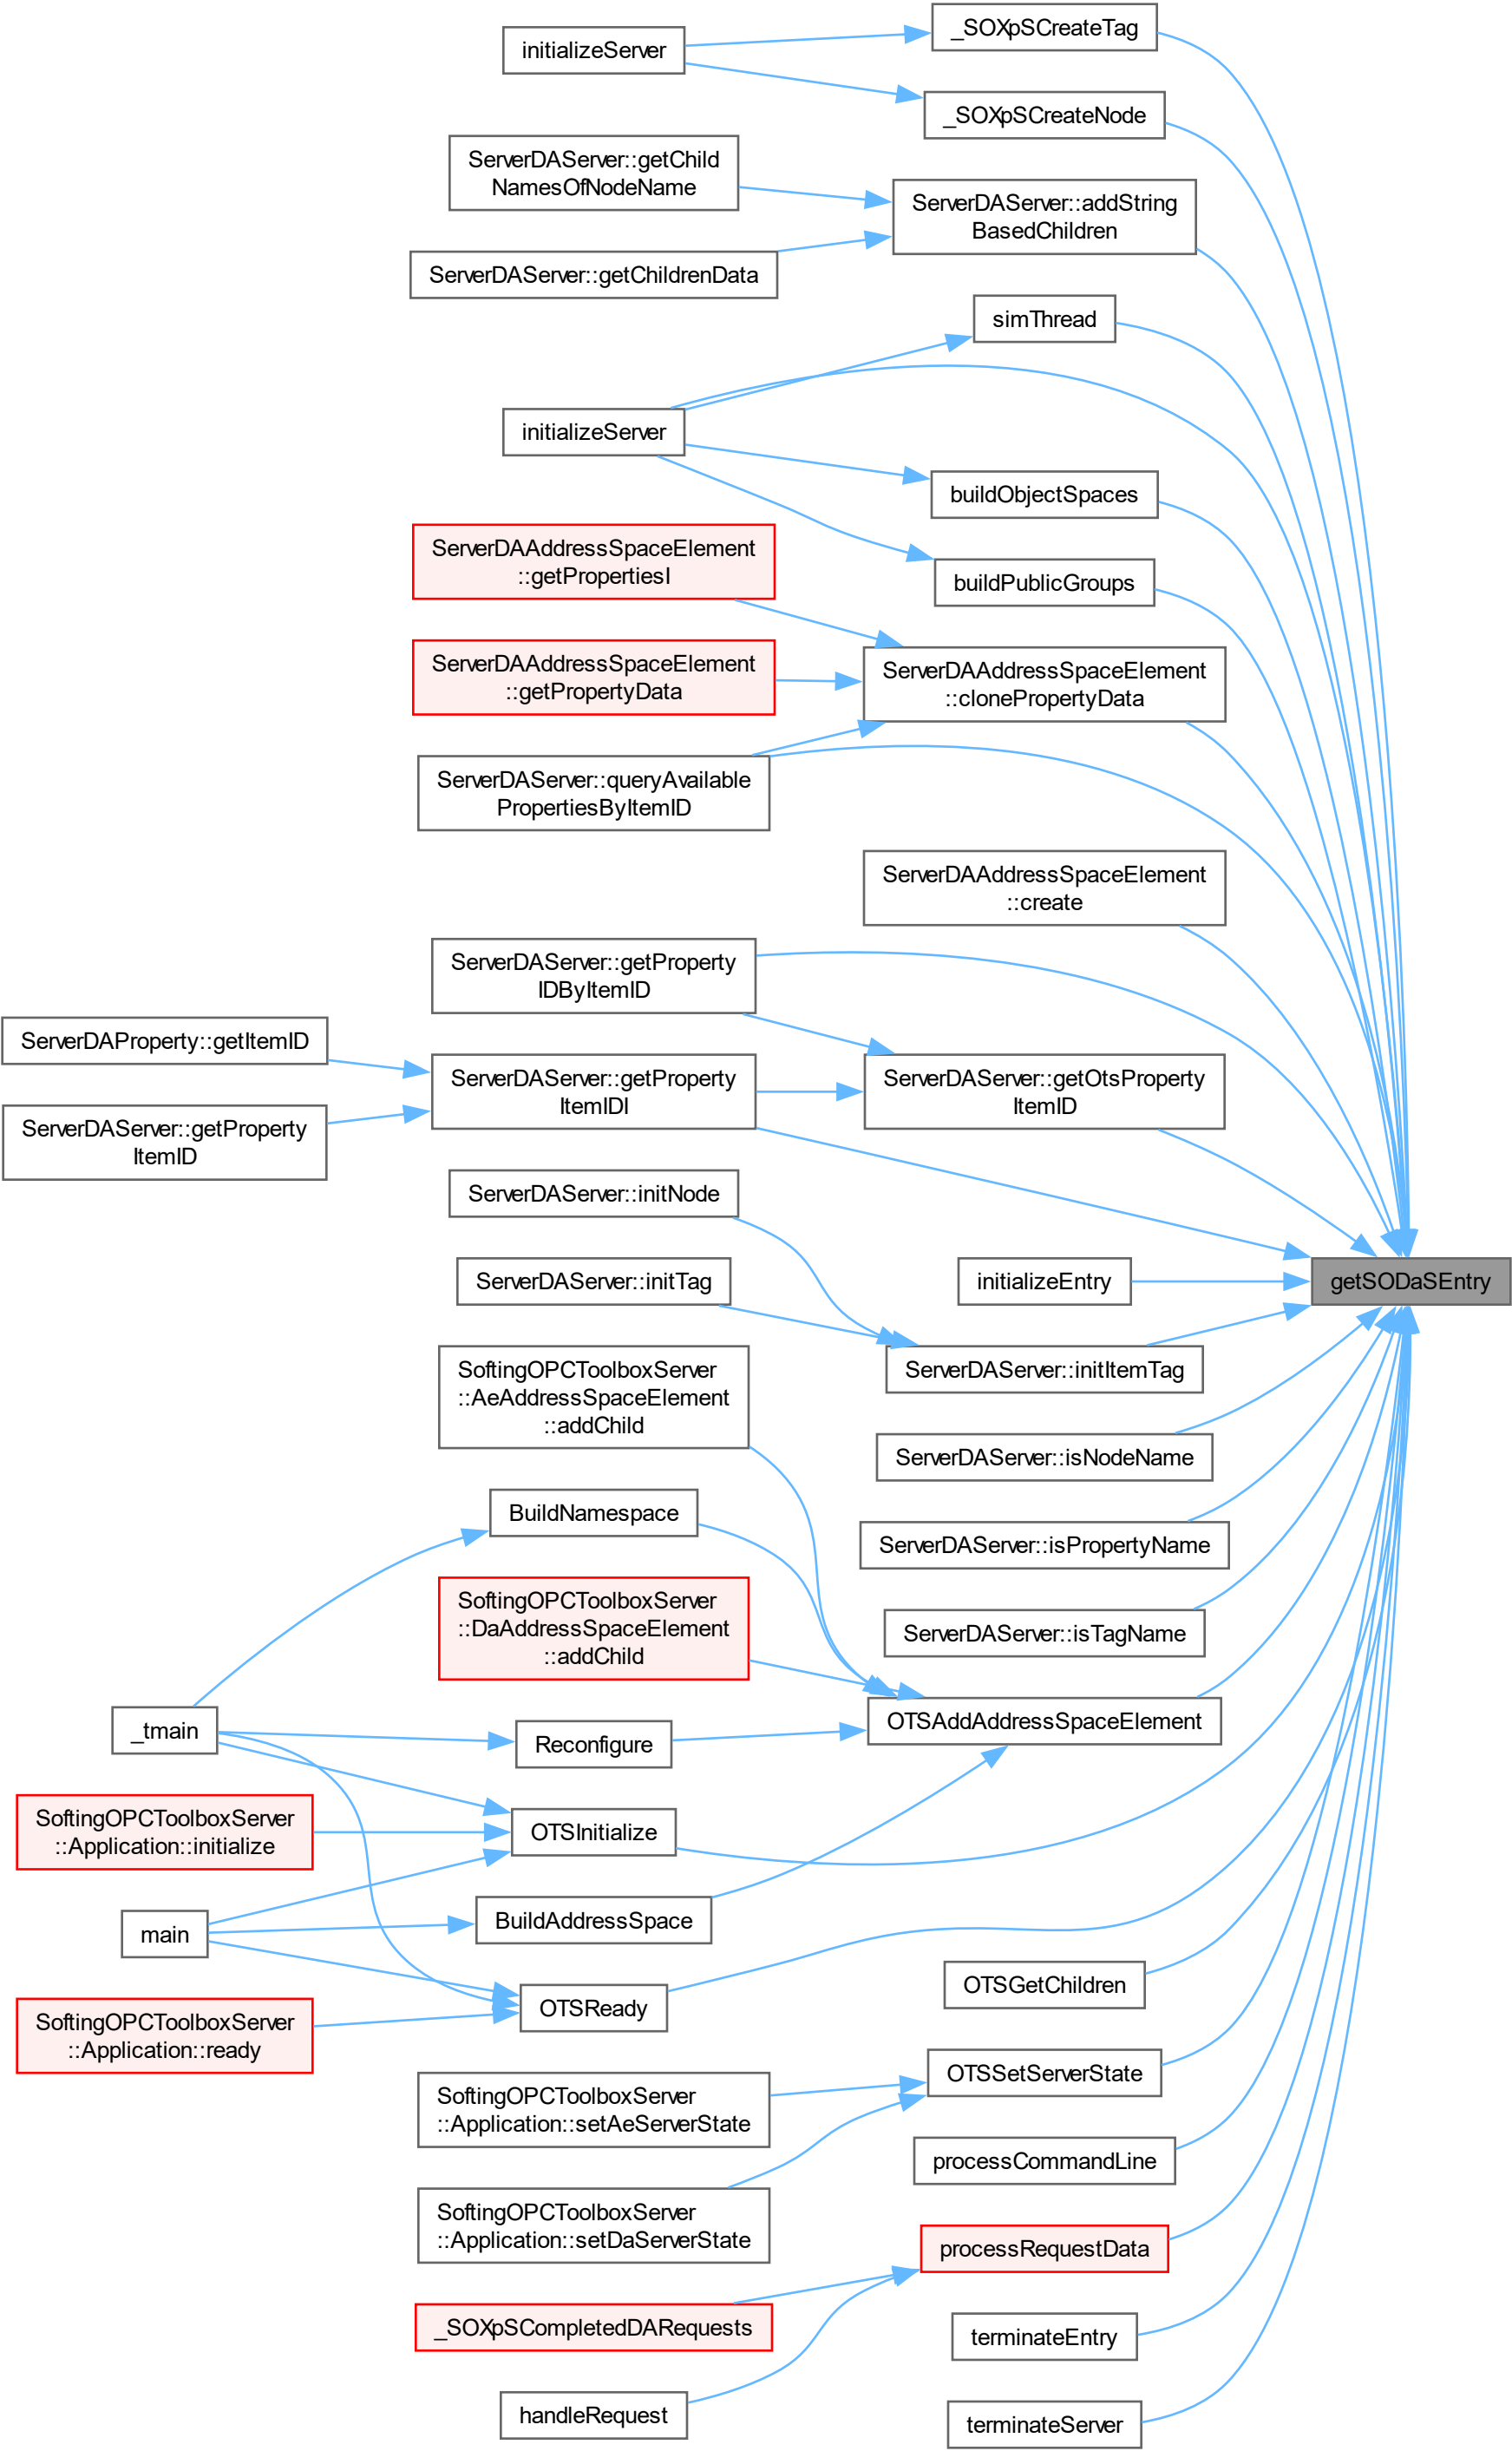 _SOXpSCreateTag
initializeServer
_SOXpSCreateNode
ServerDAServer::getChild
NamesOfNodeName
ServerDAServer::addString
BasedChildren
ServerDAServer::getChildrenData
simThread
initializeServer
buildObjectSpaces
ServerDAAddressSpaceElement
::getPropertiesI
buildPublicGroups
ServerDAAddressSpaceElement
::getPropertyData
ServerDAAddressSpaceElement
::clonePropertyData
ServerDAServer::queryAvailable
PropertiesByItemID
ServerDAAddressSpaceElement
::create
ServerDAServer::getProperty
IDByItemID
ServerDAProperty::getItemID
ServerDAServer::getProperty
ItemIDI
ServerDAServer::getOtsProperty
ItemID
ServerDAServer::getProperty
ItemID
ServerDAServer::initNode
ServerDAServer::initTag
initializeEntry
getSODaSEntry
ServerDAServer::initItemTag
SoftingOPCToolboxServer
::AeAddressSpaceElement
::addChild
ServerDAServer::isNodeName
BuildNamespace
ServerDAServer::isPropertyName
SoftingOPCToolboxServer
::DaAddressSpaceElement
::addChild
ServerDAServer::isTagName
_tmain
Reconfigure
OTSAddAddressSpaceElement
SoftingOPCToolboxServer
::Application::initialize
OTSInitialize
main
BuildAddressSpace
OTSGetChildren
SoftingOPCToolboxServer
::Application::ready
OTSReady
OTSSetServerState
SoftingOPCToolboxServer
::Application::setAeServerState
processCommandLine
SoftingOPCToolboxServer
::Application::setDaServerState
processRequestData
_SOXpSCompletedDARequests
terminateEntry
handleRequest
terminateServer